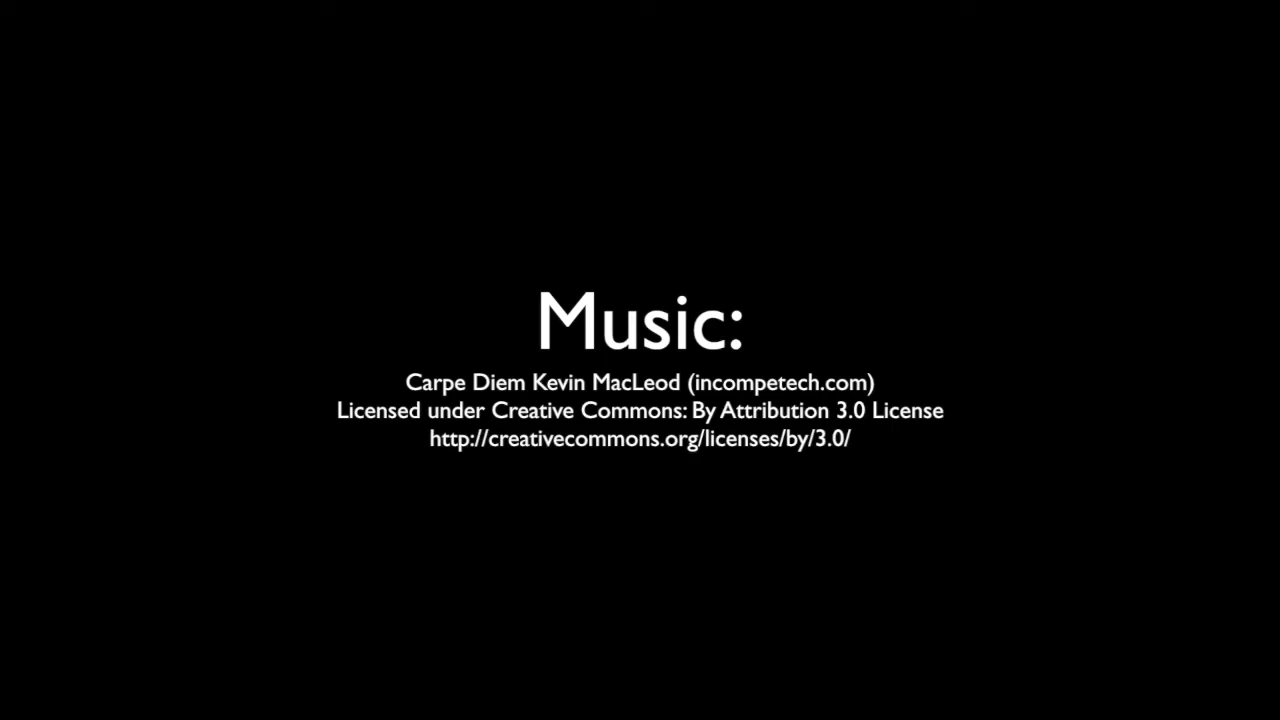 Music:
Carpe Diem Kevin MacLeod (incompetech.com)
Licensed under Creative Commons: By Attribution 3.0 License
http://creativecommons.org/licenses/by/3.0/